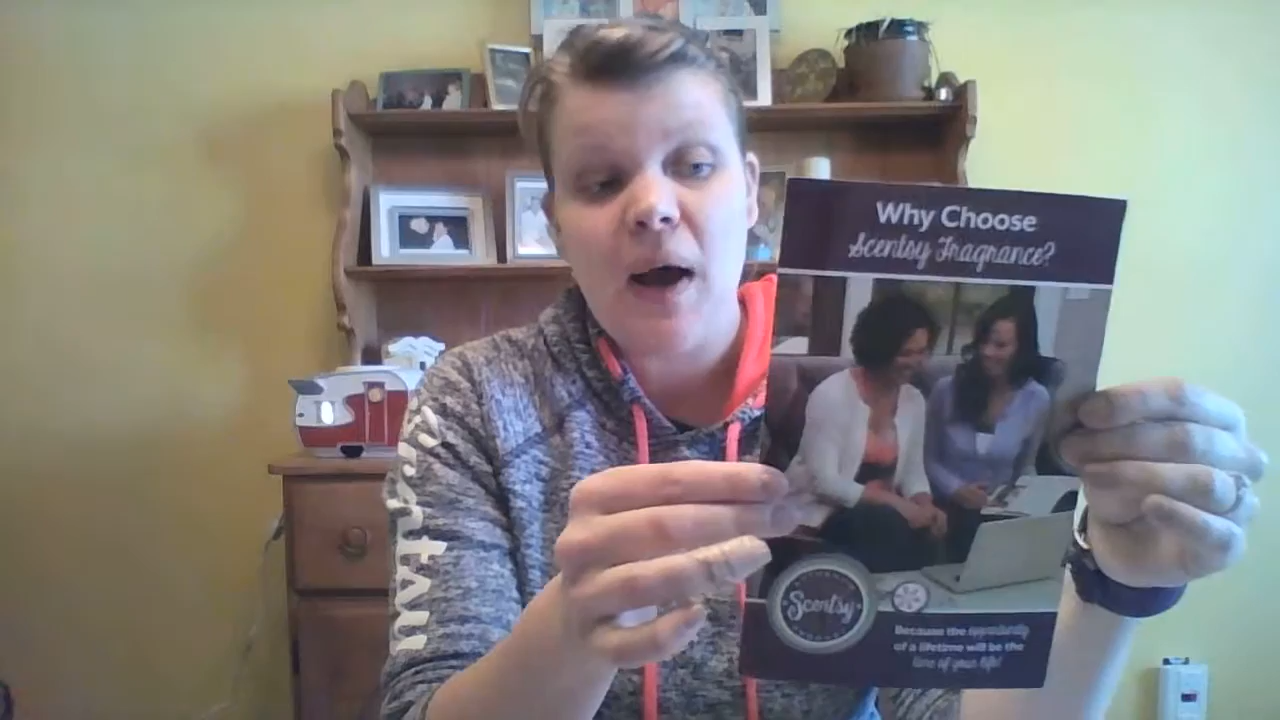 Why Choose
Scentsy Fragrance?
Scentsy
Because the opportunity
of a lifetime will be the
time of your life!